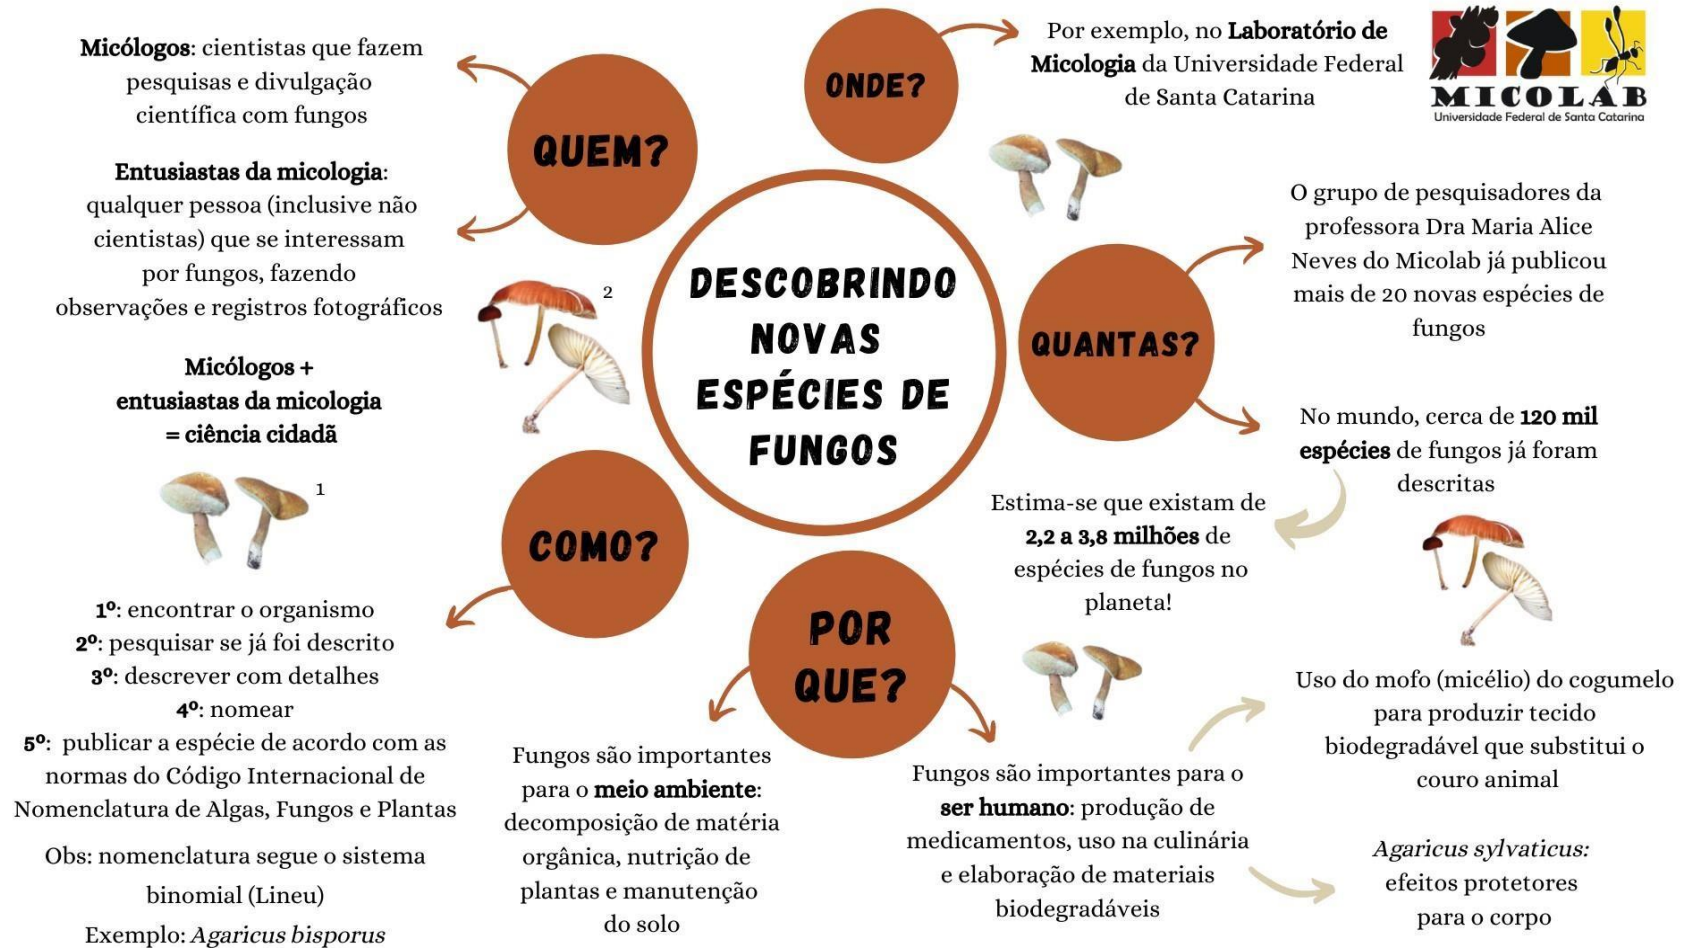 DESCOBRINDO
NOVAS
ESPÉCIES DE
FUNGOS
QUEM?
Micólogos: cientistas que fazem
pesquisas e divulgação
científica com fungos
Entusiastas da micologia:
qualquer pessoa (inclusive não
cientistas) que se interessam
por fungos, fazendo
observações e registros fotográficos
Micólogos +
entusiastas da micologia
= ciência cidadã
1
2
ONDE?
Por exemplo, no Laboratório de
Micologia da Universidade Federal
de Santa Catarina
MICOLAB
Universidade Federal de Santa Catarina
QUANTAS?
O grupo de pesquisadores da
professora Dra Maria Alice
Neves do Micolab já publicou
mais de 20 novas espécies de
fungos
No mundo, cerca de 120 mil
espécies de fungos já foram
descritas
Estima-se que existam de
2,2 a 3,8 milhões de
espécies de fungos no
planeta!
COMO?
1º: encontrar o organismo
2º: pesquisar se já foi descrito
3º: descrever com detalhes
4º: nomear
5º: publicar a espécie de acordo com as
normas do Código Internacional de
Nomenclatura de Algas, Fungos e Plantas
Obs: nomenclatura segue o sistema
binomial (Lineu)
Exemplo: Agaricus bisporus
POR
QUE?
Fungos são importantes
para o meio ambiente:
decomposição de matéria
orgânica, nutrição de
plantas e manutenção
do solo
Fungos são importantes para o
ser humano: produção de
medicamentos, uso na culinária
e elaboração de materiais
biodegradáveis
Uso do mofo (micélio) do cogumelo
para produzir tecido
biodegradável que substitui o
couro animal
Agaricus sylvaticus:
efeitos protetores
para o corpo